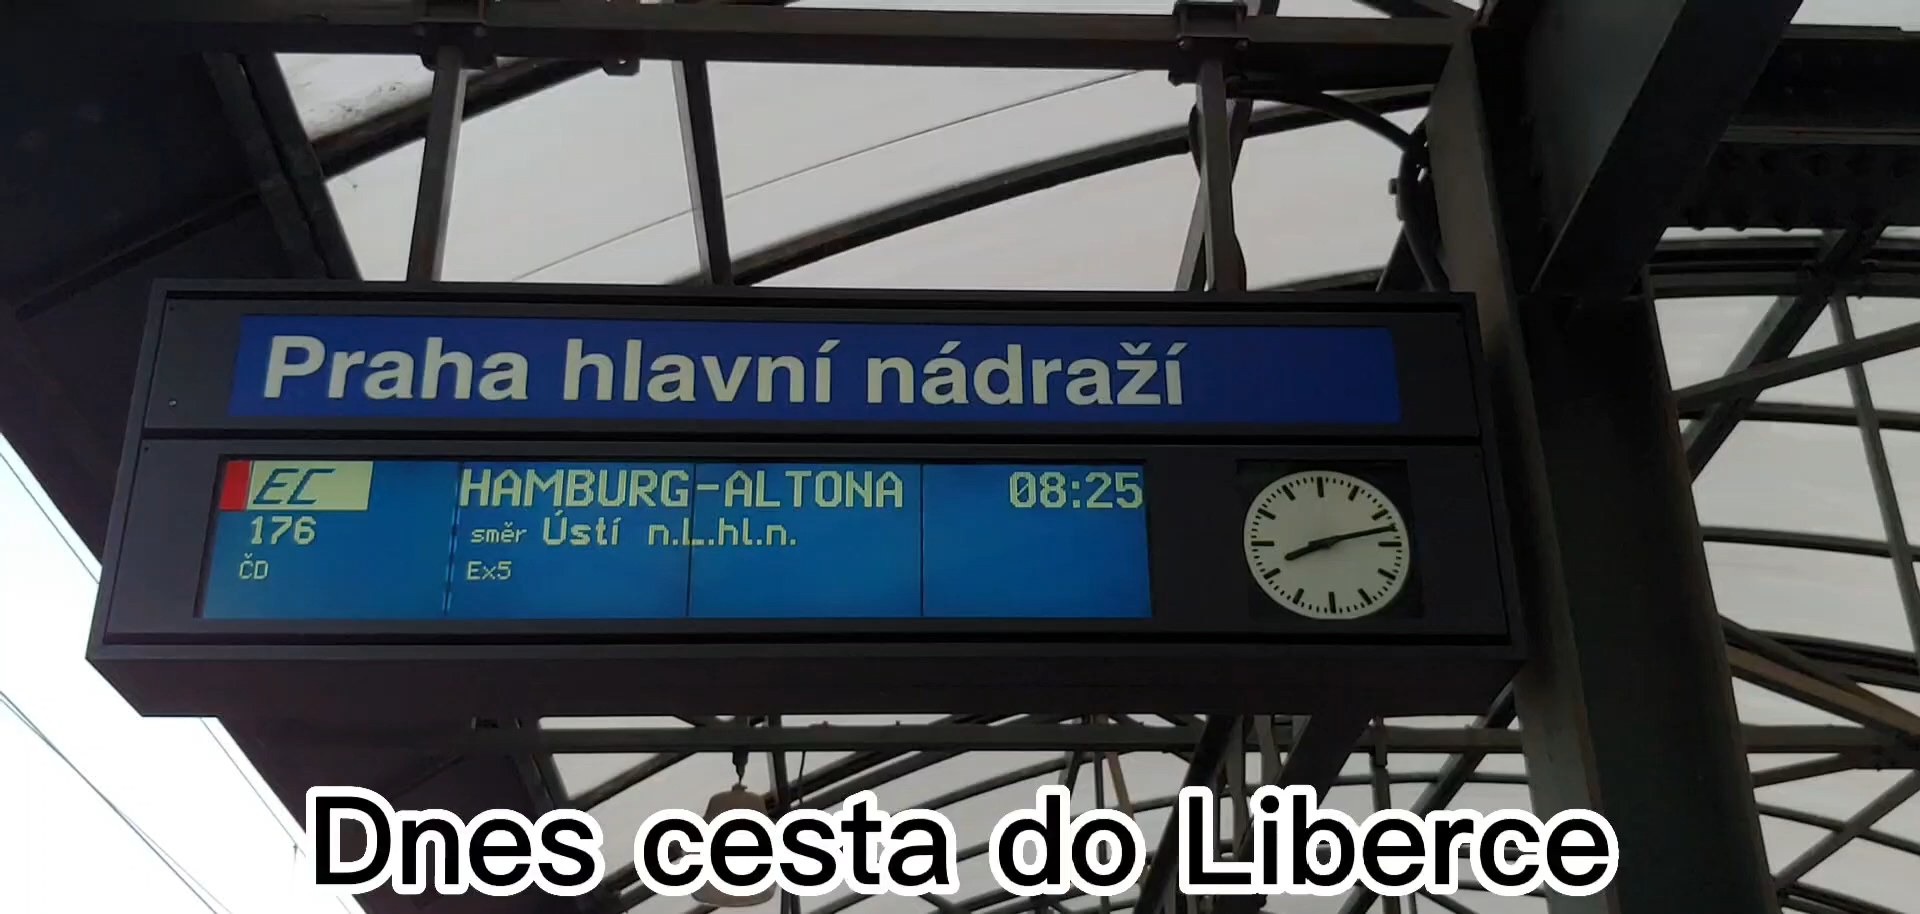 Praha hlavní nádraží
EC HAMBURG-ALTONA 08:25
176 směr Ústí n.L.hl.n.
ČD Ex5
Dnes cesta do Liberce